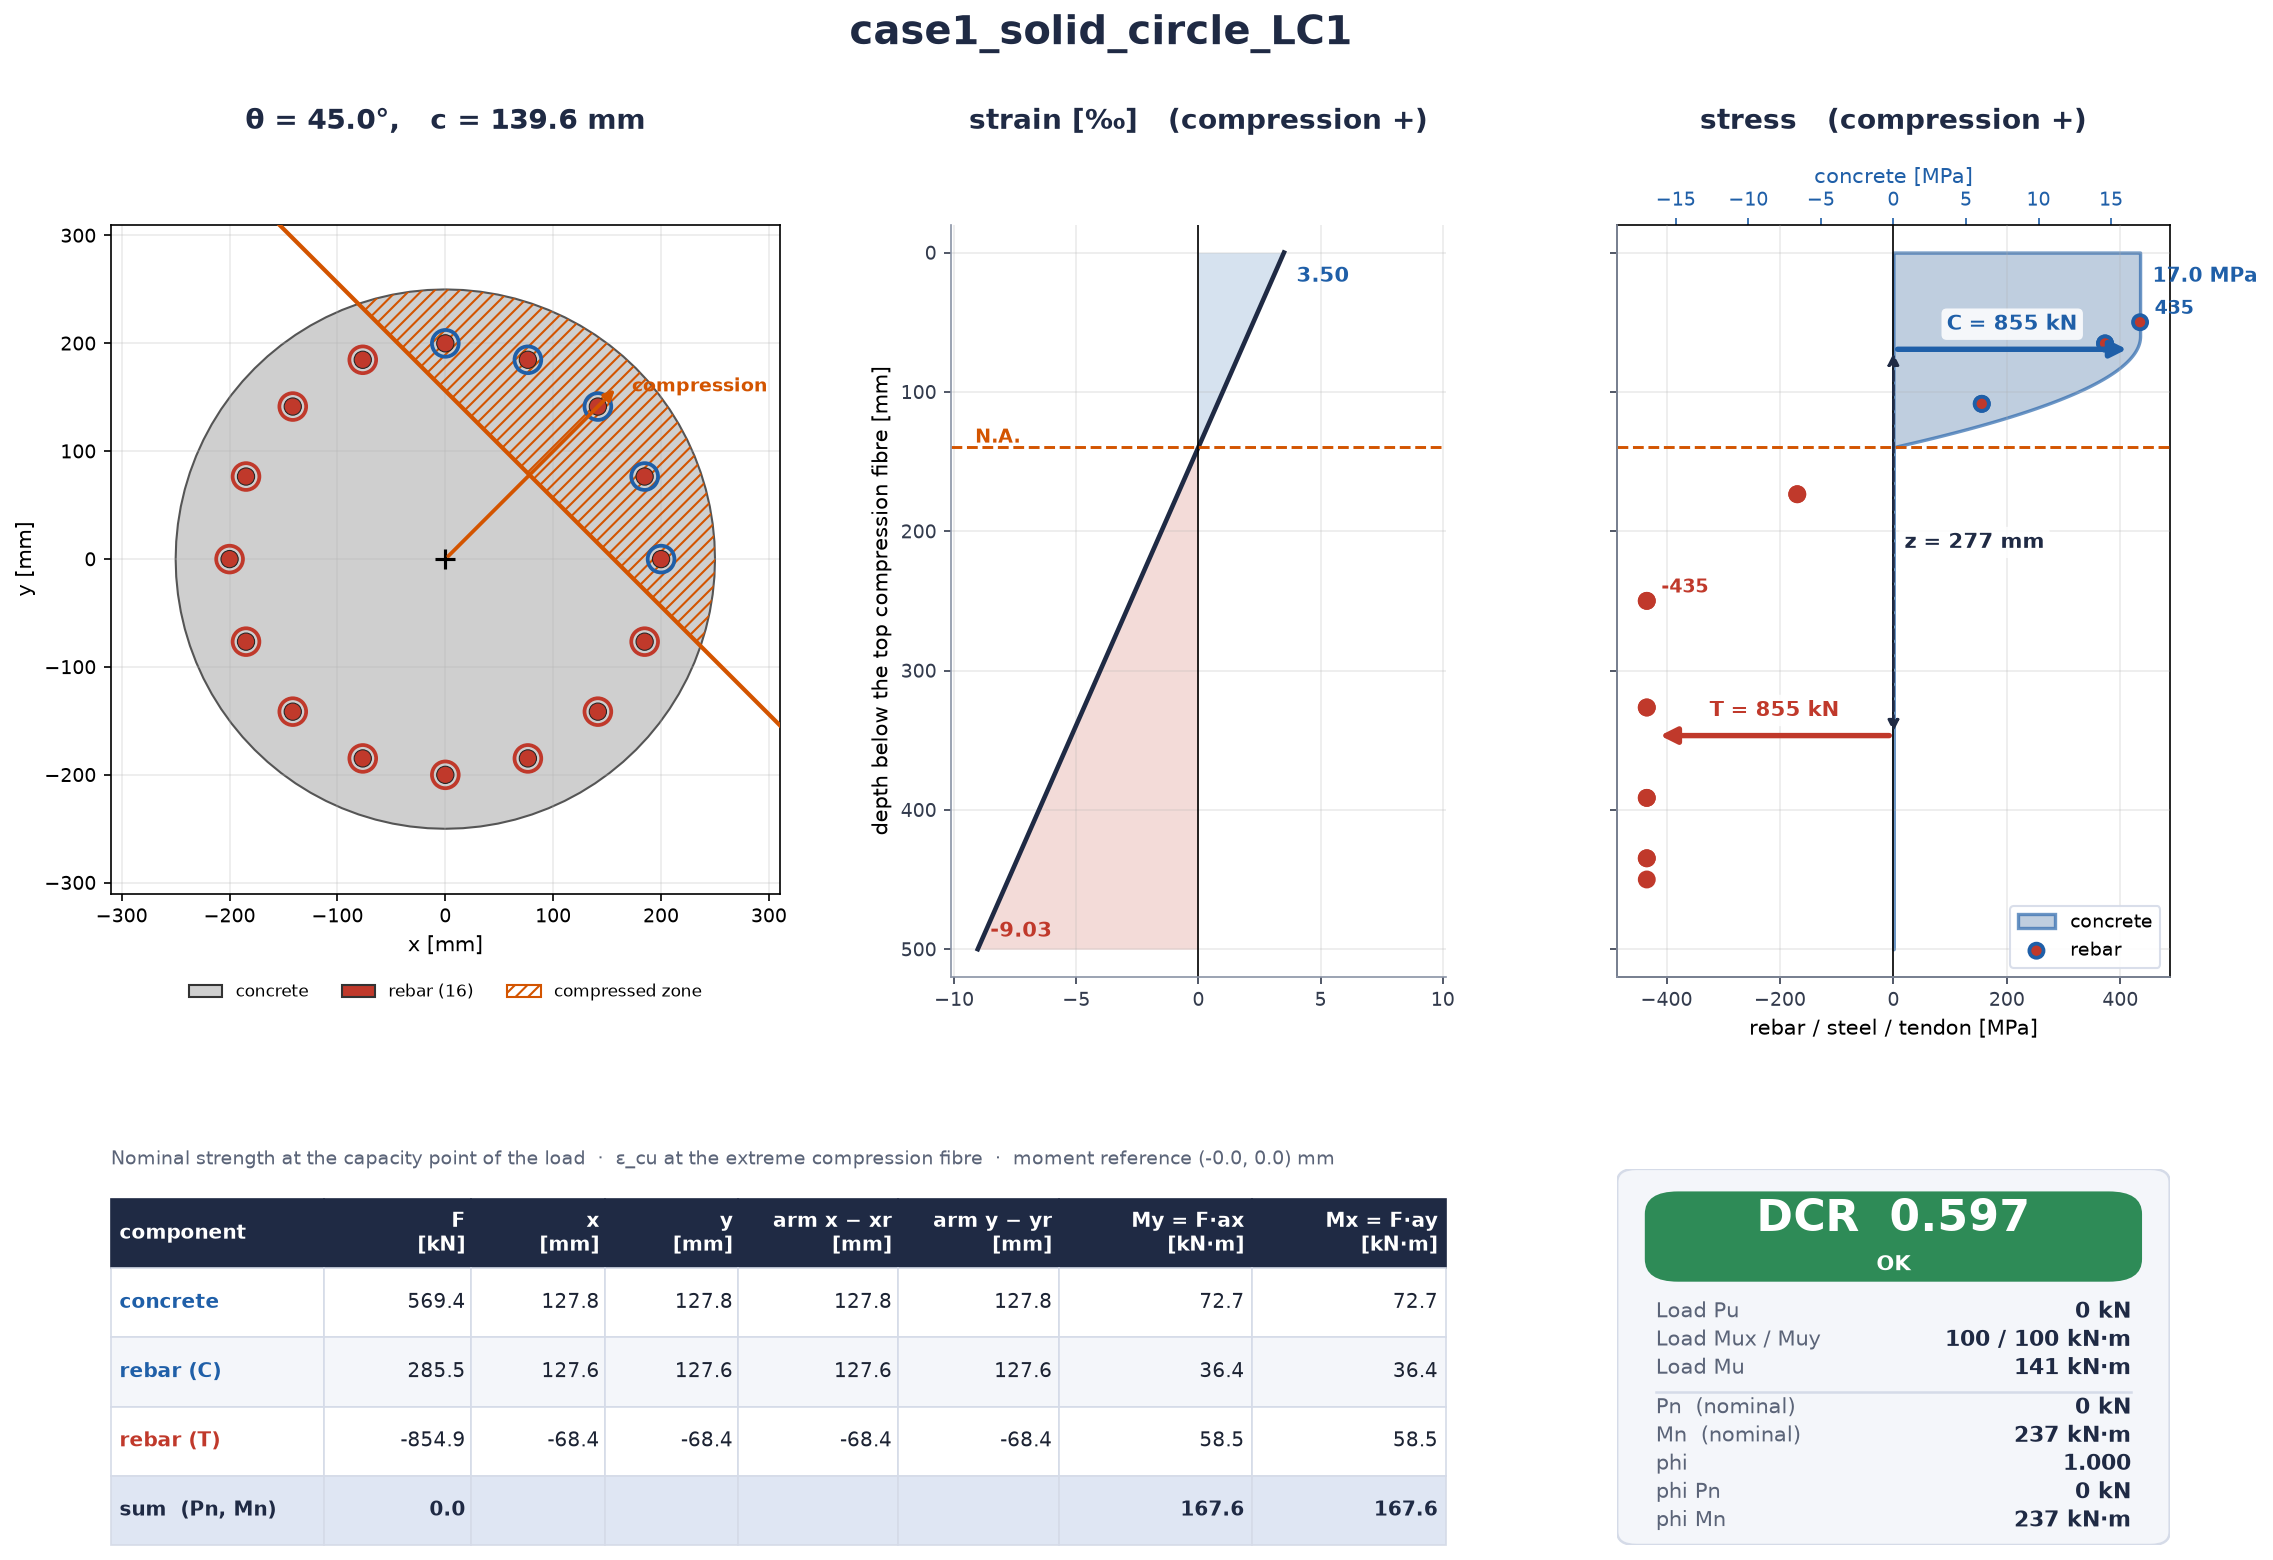 case1_solid_circle_LC1
θ = 45.0°,   c = 139.6 mm
300
200
100
0
−100
−200
−300
y [mm]
compression
−300 −200 −100 0 100 200 300
x [mm]
concrete rebar (16) compressed zone
strain [‰]   (compression +)
depth below the top compression fibre [mm]
0
100
200
300
400
500
3.50
N.A.
-9.03
−10 −5 0 5 10
stress   (compression +)
concrete [MPa]
−15 −10 −5 0 5 10 15
17.0 MPa
435
C = 855 kN
z = 277 mm
-435
T = 855 kN
concrete
rebar
−400 −200 0 200 400
rebar / steel / tendon [MPa]
Nominal strength at the capacity point of the load · ε_cu at the extreme compression fibre · moment reference (-0.0, 0.0) mm
component F [kN] x [mm] y [mm] arm x − xr [mm] arm y − yr [mm] My = F·ax [kN·m] Mx = F·ay [kN·m]
concrete 569.4 127.8 127.8 127.8 127.8 72.7 72.7
rebar (C) 285.5 127.6 127.6 127.6 127.6 36.4 36.4
rebar (T) -854.9 -68.4 -68.4 -68.4 -68.4 58.5 58.5
sum (Pn, Mn) 0.0 167.6 167.6
DCR 0.597
OK
Load Pu 0 kN
Load Mux / Muy 100 / 100 kN·m
Load Mu 141 kN·m
Pn (nominal) 0 kN
Mn (nominal) 237 kN·m
phi 1.000
phi Pn 0 kN
phi Mn 237 kN·m